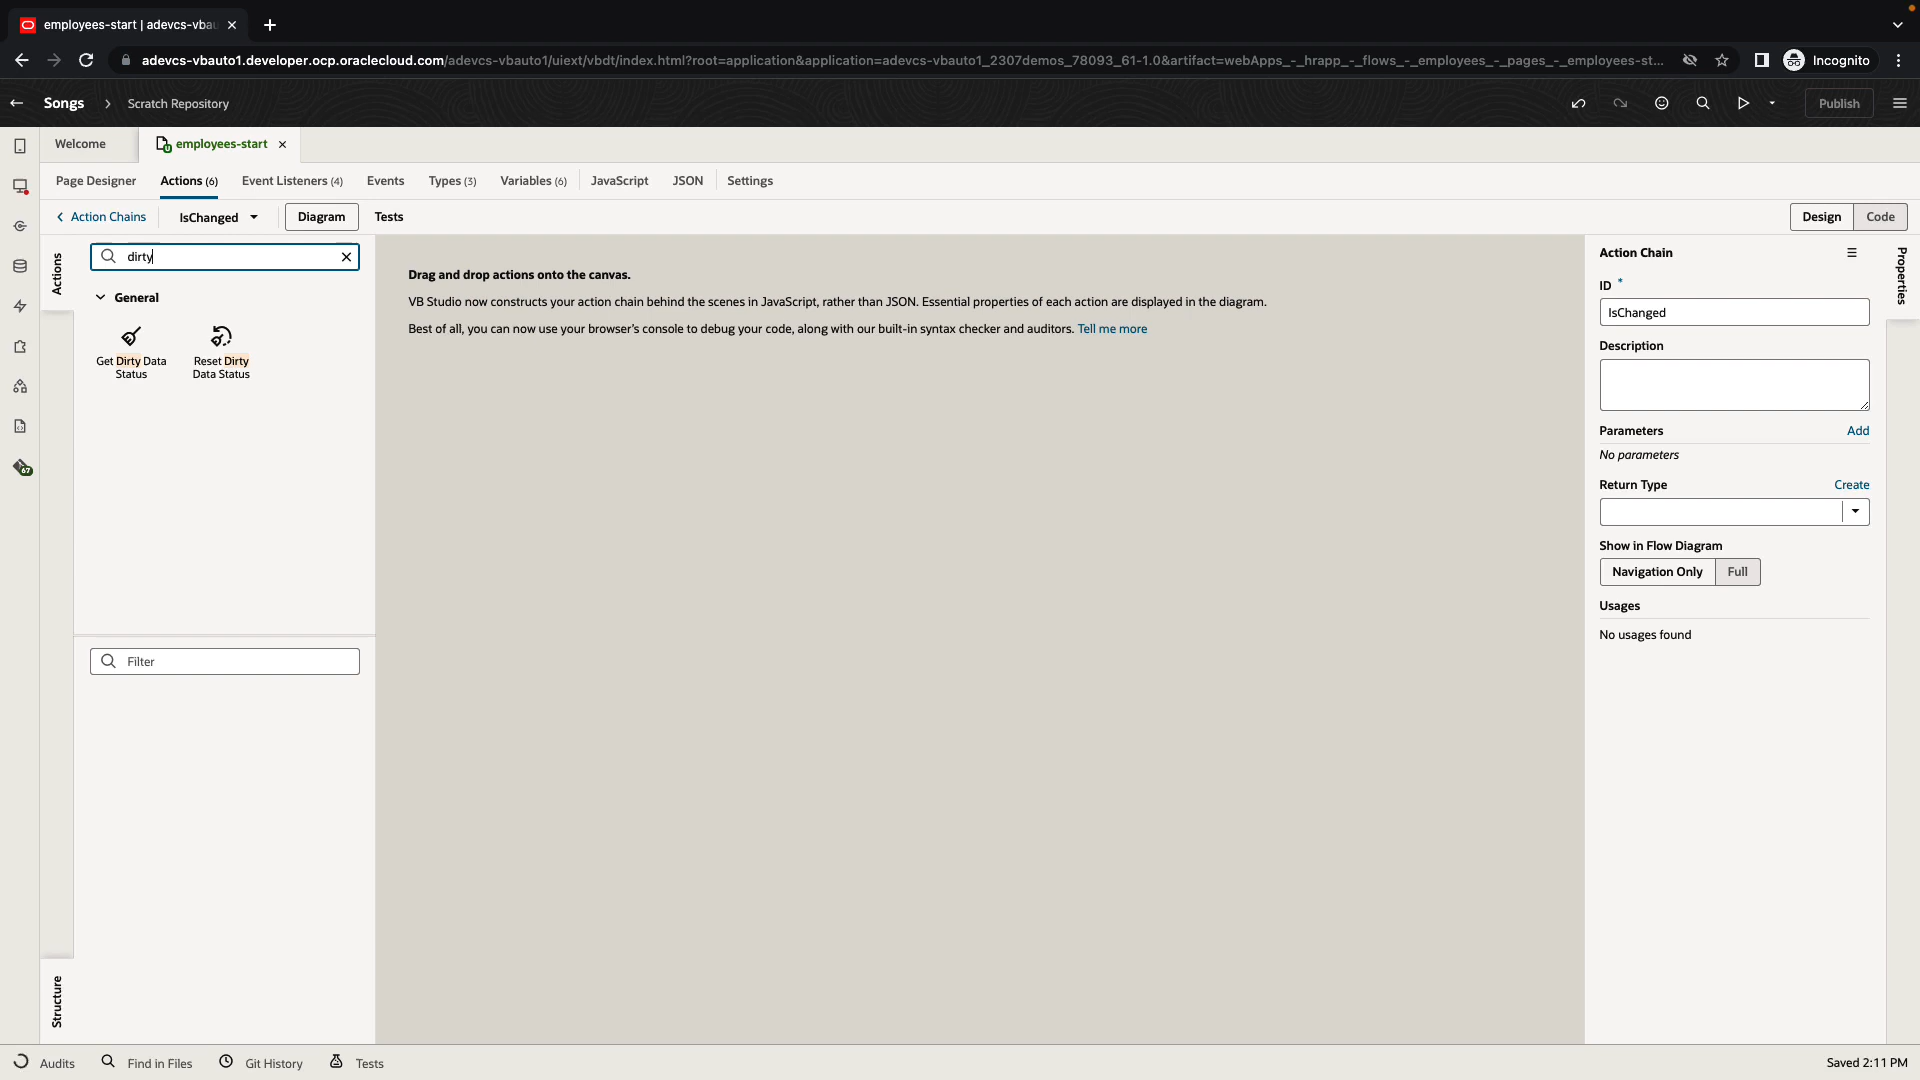 employees-start | adevcs-vbau
adevcs-vbauto1.developer.ocp.oraclecloud.com/adevcs-vbauto1/uiext/vbdt/index.html?root=application&application=adevcs-vbauto1_2307demos_78093_61-1.0&artifact=webApps_-_hrapp_-_flows_-_employees_-_pages_-_employees-st...
Incognito
Songs
Scratch Repository
Publish
Welcome
employees-start
Page Designer
Actions (6)
Event Listeners (4)
Events
Types (3)
Variables (6)
JavaScript
JSON
Settings
Action Chains
IsChanged
Diagram
Tests
Design
Code
Actions
dirty
General
Get Dirty Data
Status
Reset Dirty
Data Status
Filter
Structure
Drag and drop actions onto the canvas.
VB Studio now constructs your action chain behind the scenes in JavaScript, rather than JSON. Essential properties of each action are displayed in the diagram.
Best of all, you can now use your browser's console to debug your code, along with our built-in syntax checker and auditors. Tell me more
Action Chain
ID *
IsChanged
Description
Parameters
Add
No parameters
Return Type
Create
Show in Flow Diagram
Navigation Only
Full
Usages
No usages found
Properties
67
Audits
Find in Files
Git History
Tests
Saved 2:11 PM